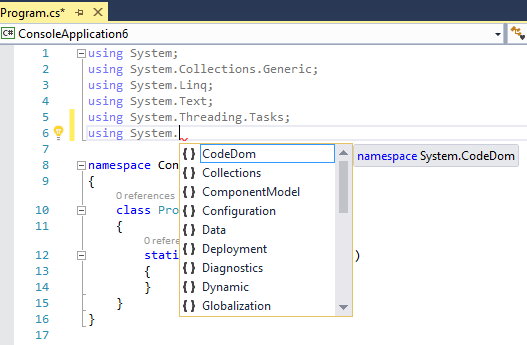 Program.cs*
C# ConsoleApplication6
1 using System;
2 using System.Collections.Generic;
3 using System.Linq;
4 using System.Text;
5 using System.Threading.Tasks;
6 using System.
{ } CodeDom namespace System.CodeDom
{ } Collections
{ } ComponentModel
{ } Configuration
{ } Data
{ } Deployment
{ } Diagnostics
{ } Dynamic
{ } Globalization
7
8 namespace Con
9 {
0 references
10 class Pro
11 {
0 refere
12 stati )
13 {
14 }
15 }
16 }
17